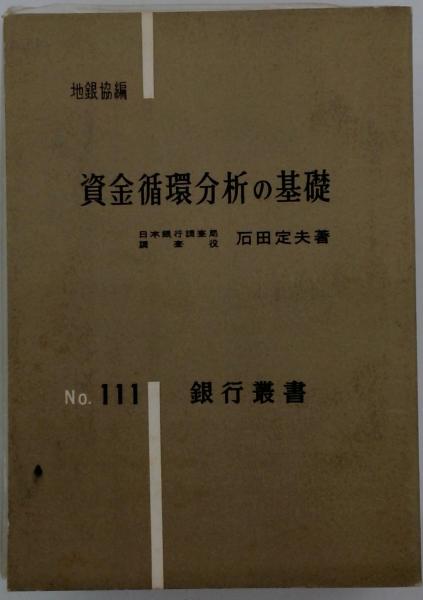 地銀協編
資金循環分析の基礎
日本銀行調査局
調査役
石田定夫著
No. 111 銀行叢書